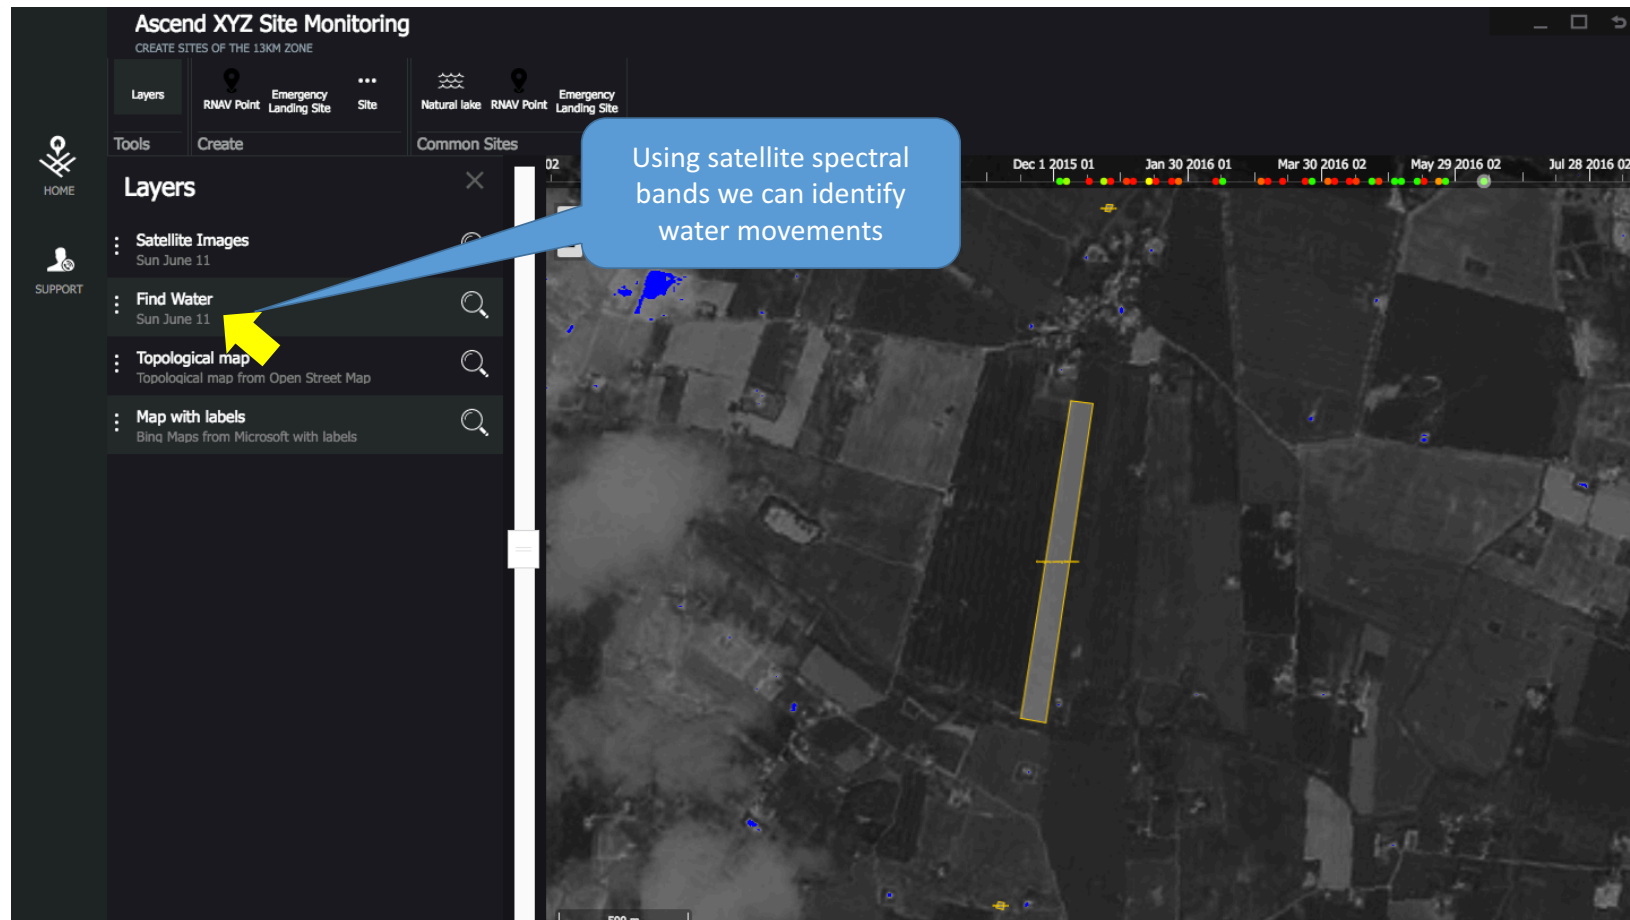 Ascend XYZ Site Monitoring
CREATE SITES OF THE 13KM ZONE
Layers
RNAV Point
Emergency
Landing Site
Site
Natural lake
RNAV Point
Emergency
Landing Site
Tools
Create
Common Sites
HOME
SUPPORT
Layers
Satellite Images
Sun June 11
Find Water
Sun June 11
Topological map
Topological map from Open Street Map
Map with labels
Bing Maps from Microsoft with labels
Using satellite spectral
bands we can identify
water movements
02
Dec 1 2015 01
Jan 30 2016 01
Mar 30 2016 02
May 29 2016 02
Jul 28 2016 02
500 m